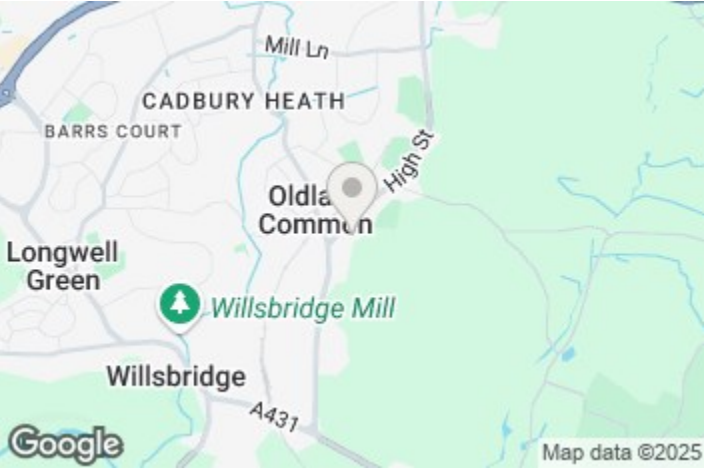 Mill Ln
CADBURY HEATH
BARRS COURT
High St
Oldla
Common
Longwell
Green
Willsbridge Mill
Willsbridge
A431
Google
Map data ©2025